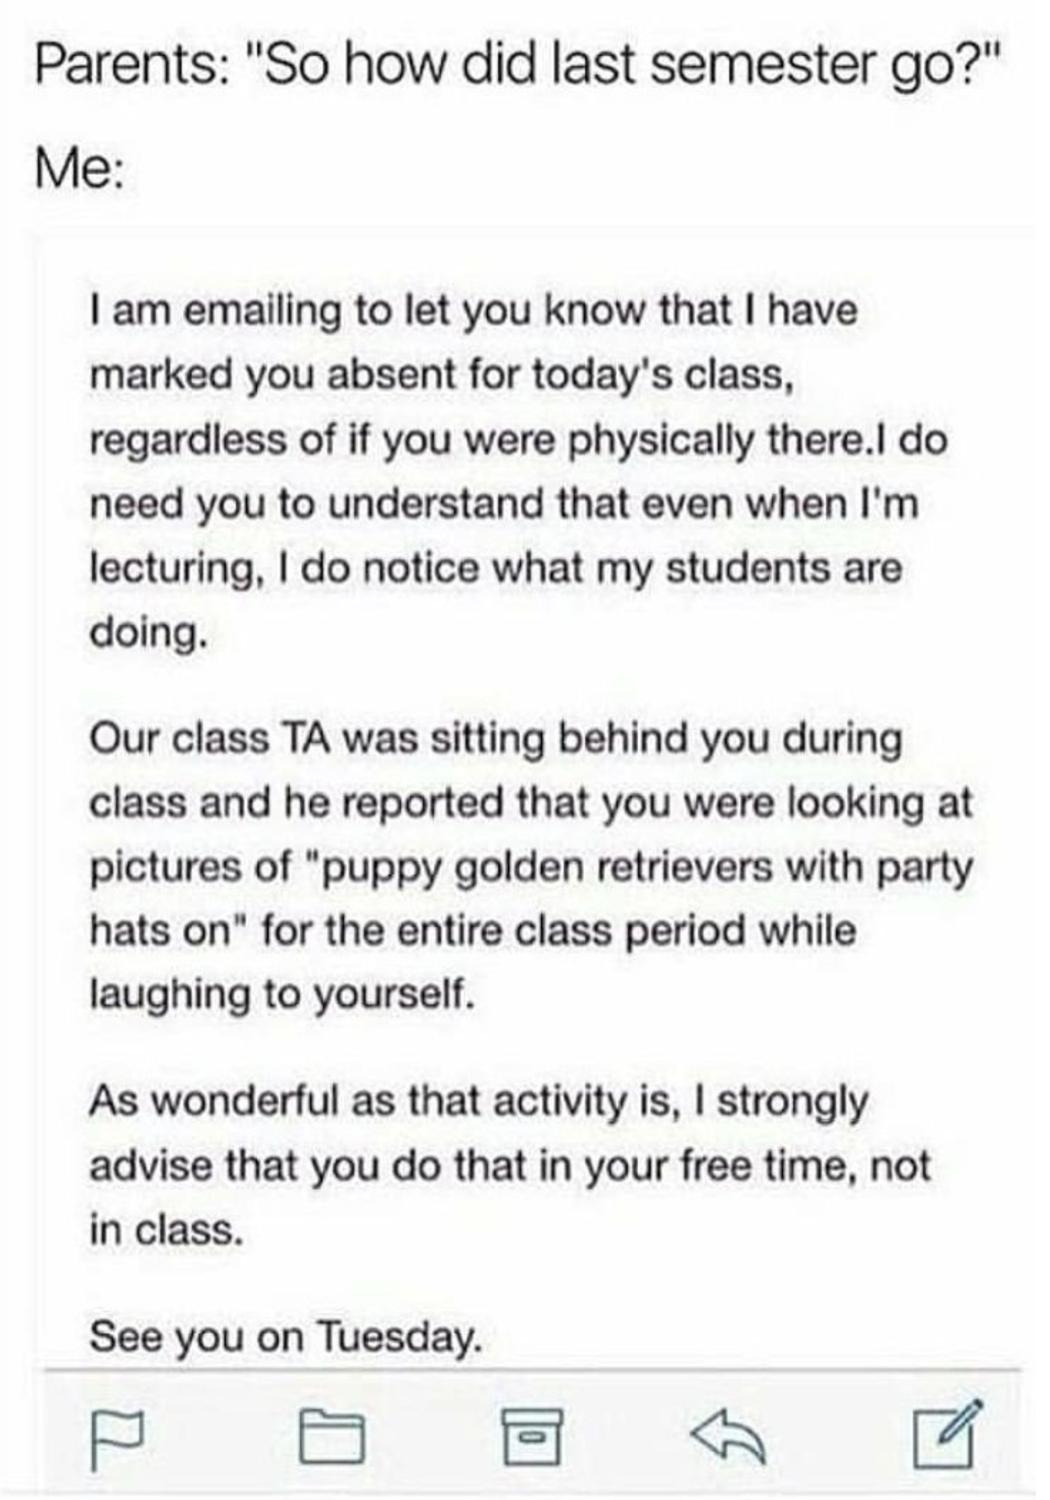 Parents: "So how did last semester go?"
Me:
I am emailing to let you know that I have
marked you absent for today's class,
regardless of if you were physically there.I do
need you to understand that even when I'm
lecturing, I do notice what my students are
doing.
Our class TA was sitting behind you during
class and he reported that you were looking at
pictures of "puppy golden retrievers with party
hats on" for the entire class period while
laughing to yourself.
As wonderful as that activity is, I strongly
advise that you do that in your free time, not
in class.
See you on Tuesday.